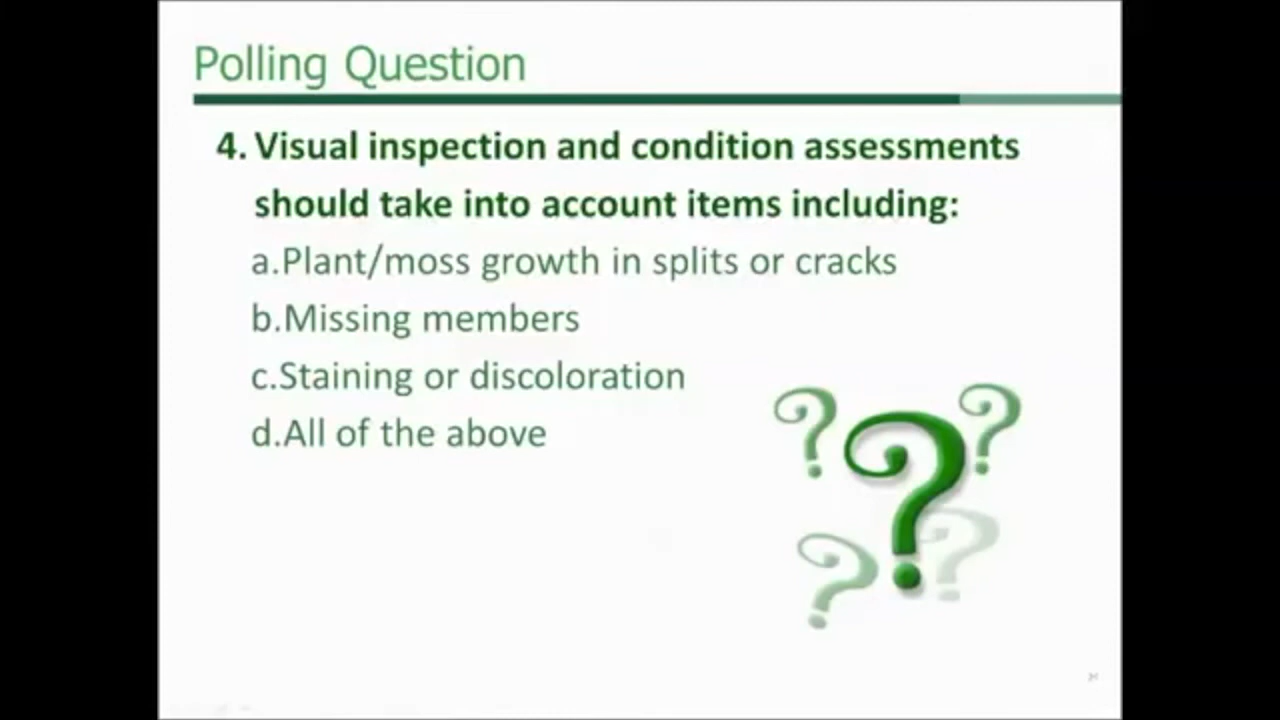 Polling Question
4. Visual inspection and condition assessments
should take into account items including:
a.Plant/moss growth in splits or cracks
b.Missing members
c.Staining or discoloration
d.All of the above